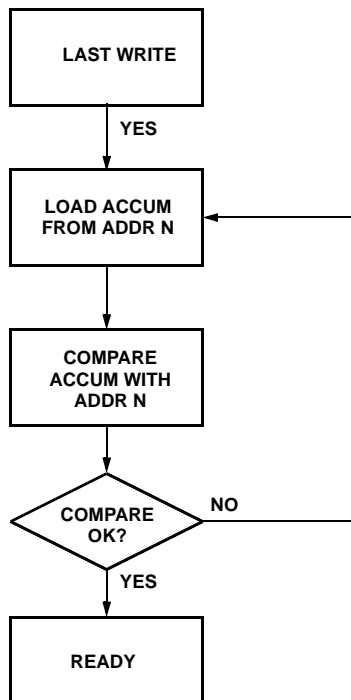 LAST WRITE
YES
LOAD ACCUM
FROM ADDR N
COMPARE
ACCUM WITH
ADDR N
COMPARE
OK?
NO
YES
READY